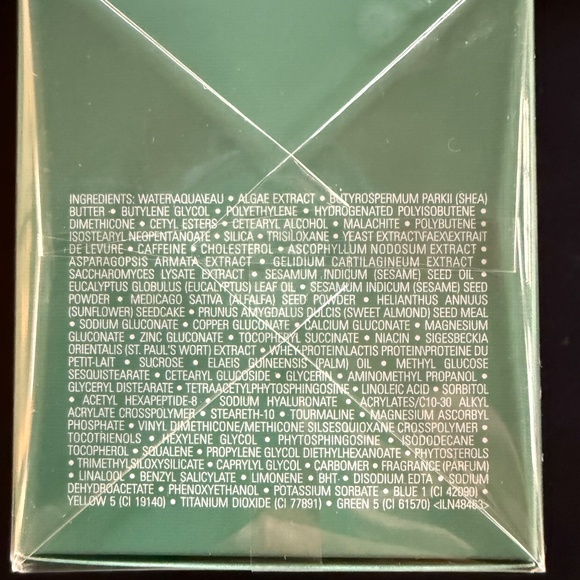 INGREDIENTS: WATER\AQUA\EAU • ALGAE EXTRACT • BUTYROSPERMUM PARKII (SHEA)
BUTTER • BUTYLENE GLYCOL • POLYETHYLENE • HYDROGENATED POLYISOBUTENE •
DIMETHICONE • CETYL ESTERS • CETEARYL ALCOHOL • MALACHITE • POLYBUTENE •
ISOSTEARYL NEOPENTANOATE • SILICA • TRISILOXANE • YEAST EXTRACT\FAEX\EXTRAIT
DE LEVURE • CAFFEINE • CHOLESTEROL • ASCOPHYLLUM NODOSUM EXTRACT •
ASPARAGOPSIS ARMATA EXTRACT • GELIDIUM CARTILAGINEUM EXTRACT •
SACCHAROMYCES LYSATE EXTRACT • SESAMUM INDICUM (SESAME) SEED OIL •
EUCALYPTUS GLOBULUS (EUCALYPTUS) LEAF OIL • SESAMUM INDICUM (SESAME) SEED
POWDER • MEDICAGO SATIVA (ALFALFA) SEED POWDER • HELIANTHUS ANNUUS
(SUNFLOWER) SEEDCAKE • PRUNUS AMYGDALUS DULCIS (SWEET ALMOND) SEED MEAL
• SODIUM GLUCONATE • COPPER GLUCONATE • CALCIUM GLUCONATE • MAGNESIUM
GLUCONATE • ZINC GLUCONATE • TOCOPHERYL SUCCINATE • NIACIN • SIGESBECKIA
ORIENTALIS (ST. PAUL'S WORT) EXTRACT • WHEY PROTEIN\LACTIS PROTEIN\PROTEINE DU
PETIT-LAIT • SUCROSE • ELAEIS GUINEENSIS (PALM) OIL • METHYL GLUCOSE
SESQUISTEARATE • CETEARYL GLUCOSIDE • GLYCERIN • AMINOMETHYL PROPANOL •
GLYCERYL DISTEARATE • TETRAACETYLPHYTOSPHINGOSINE • LINOLEIC ACID • SORBITOL
• ACETYL HEXAPEPTIDE-8 • SODIUM HYALURONATE • ACRYLATES/C10-30 ALKYL
ACRYLATE CROSSPOLYMER • STEARETH-10 • TOURMALINE • MAGNESIUM ASCORBYL
PHOSPHATE • VINYL DIMETHICONE/METHICONE SILSESQUIOXANE CROSSPOLYMER •
TOCOTRIENOLS • HEXYLENE GLYCOL • PHYTOSPHINGOSINE • ISODODECANE •
TOCOPHEROL • SQUALENE • PROPYLENE GLYCOL DIETHYLHEXANOATE • PHYTOSTEROLS
• TRIMETHYLSILOXYSILICATE • CAPRYLYL GLYCOL • CARBOMER • FRAGRANCE (PARFUM)
• LINALOOL • BENZYL SALICYLATE • LIMONENE • BHT • DISODIUM EDTA • SODIUM
DEHYDROACETATE • PHENOXYETHANOL • POTASSIUM SORBATE • BLUE 1 (CI 42090) •
YELLOW 5 (CI 19140) • TITANIUM DIOXIDE (CI 77891) • GREEN 5 (CI 61570) <ILN48463>